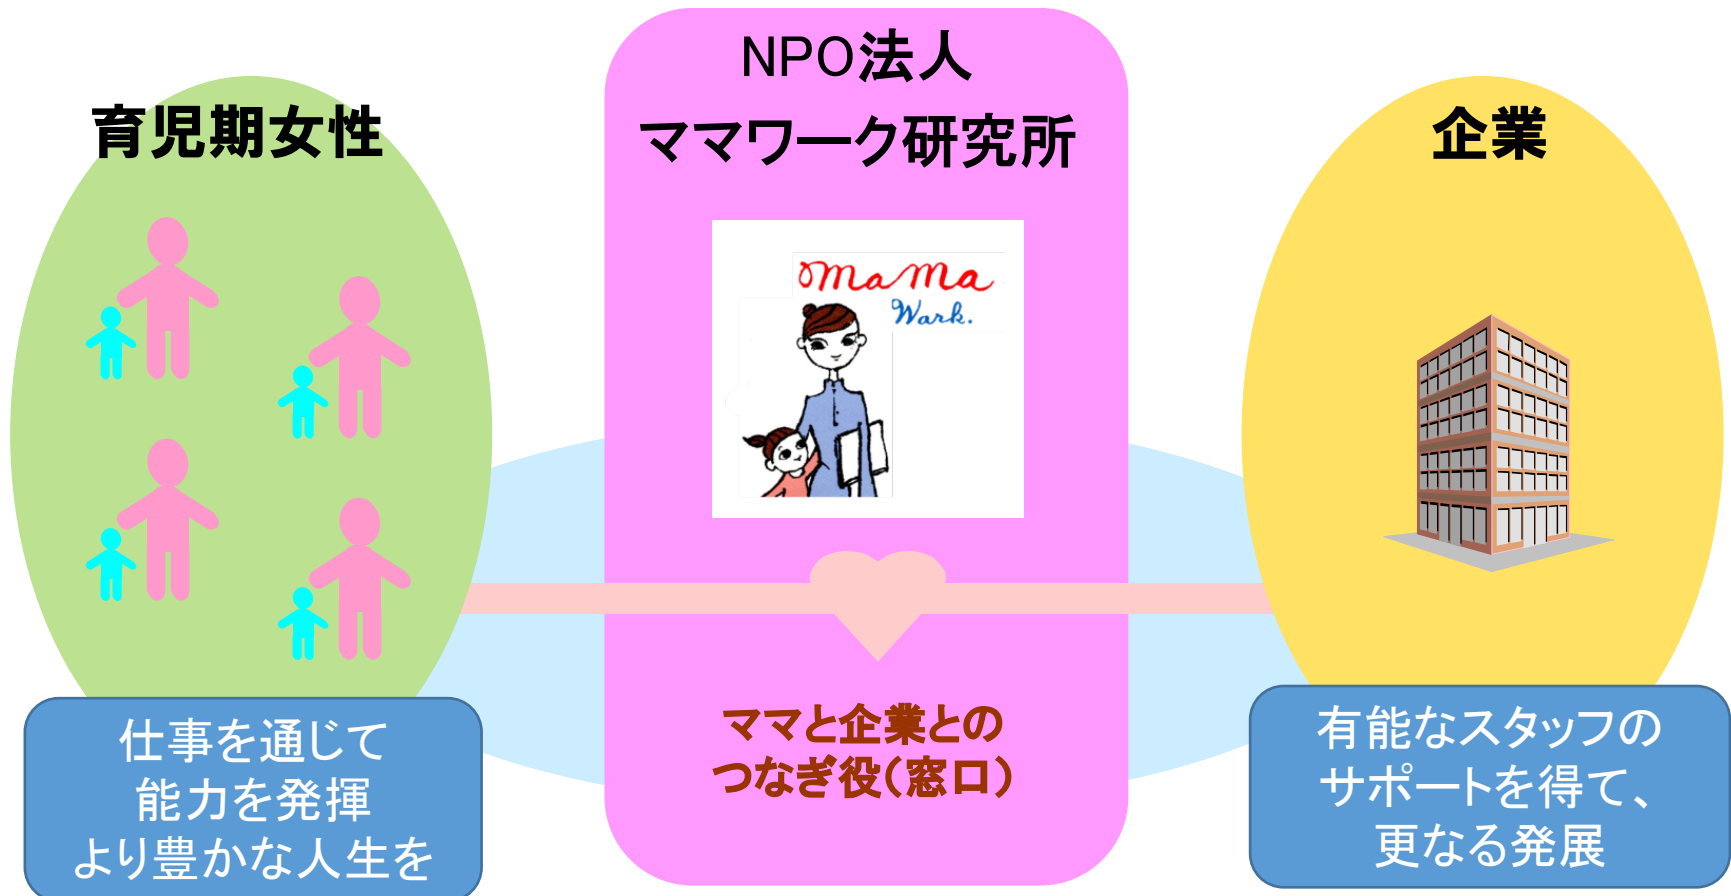 育児期女性
仕事を通じて
能力を発揮
より豊かな人生を
NPO法人
ママワーク研究所
mama
Wark.
ママと企業との
つなぎ役(窓口)
企業
有能なスタッフの
サポートを得て、
更なる発展